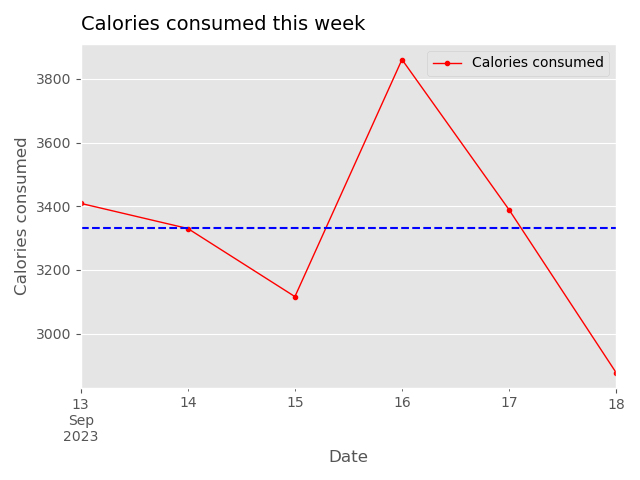 Calories consumed this week
Calories consumed
3800
3600
3400
3200
3000
Calories consumed
13
Sep
2023
14
15
16
17
18
Date